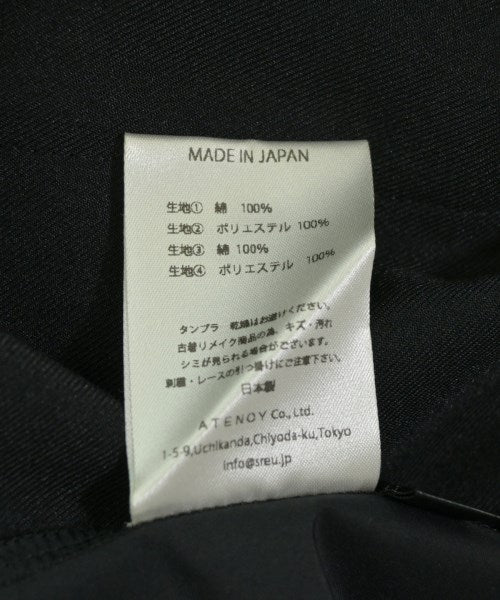 MADE IN JAPAN
生地① 綿 100%
生地② ポリエステル 100%
生地③ 綿 100%
生地④ ポリエステル 100%
タンブラ 乾燥はお避けください。
古着リメイク商品の為、キズ・汚れ
シミが見られる場合がございます。
刺繍・レースの引っ掛けにご注意下さい。
日本製
ATENOY Co., Ltd.
1-5-9,Uchikanda,Chiyoda-ku,Tokyo
info@sreu.jp